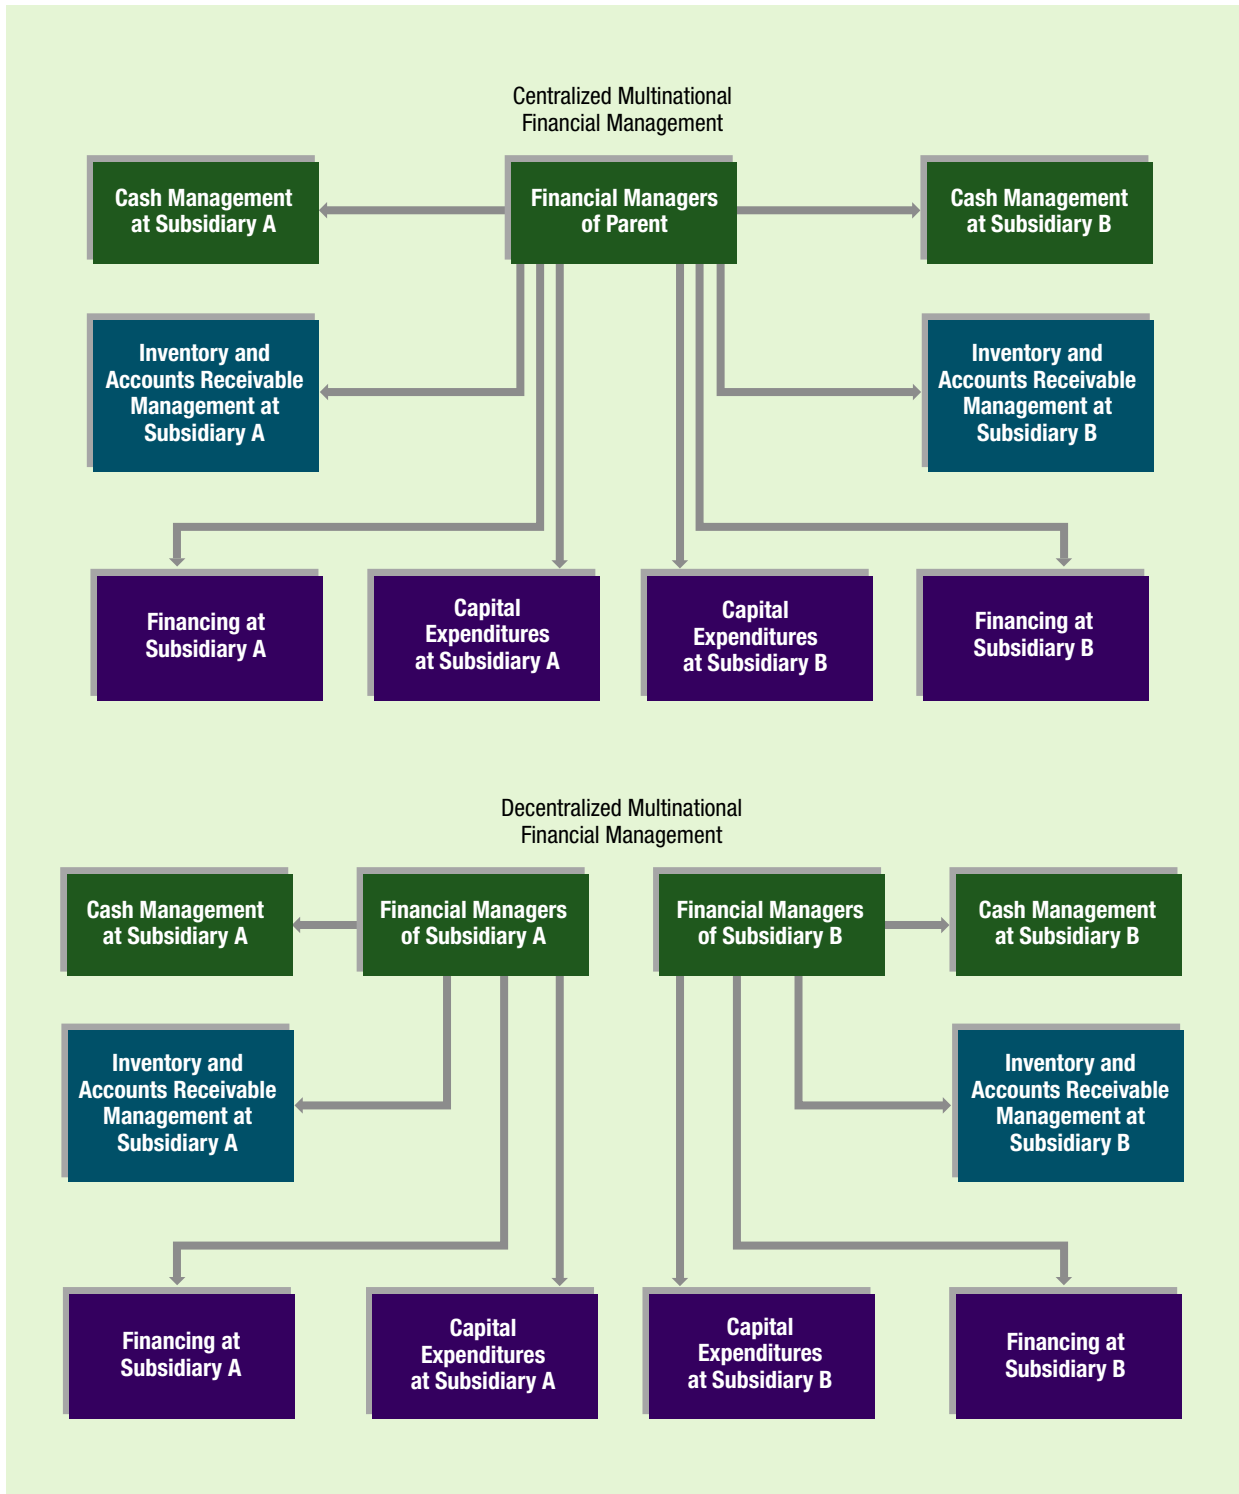 Centralized Multinational
Financial Management
Cash Management
at Subsidiary A
Financial Managers
of Parent
Cash Management
at Subsidiary B
Inventory and
Accounts Receivable
Management at
Subsidiary A
Inventory and
Accounts Receivable
Management at
Subsidiary B
Financing at
Subsidiary A
Capital
Expenditures
at Subsidiary A
Capital
Expenditures
at Subsidiary B
Financing at
Subsidiary B
Decentralized Multinational
Financial Management
Cash Management
at Subsidiary A
Financial Managers
of Subsidiary A
Financial Managers
of Subsidiary B
Cash Management
at Subsidiary B
Inventory and
Accounts Receivable
Management at
Subsidiary A
Inventory and
Accounts Receivable
Management at
Subsidiary B
Financing at
Subsidiary A
Capital
Expenditures
at Subsidiary A
Capital
Expenditures
at Subsidiary B
Financing at
Subsidiary B